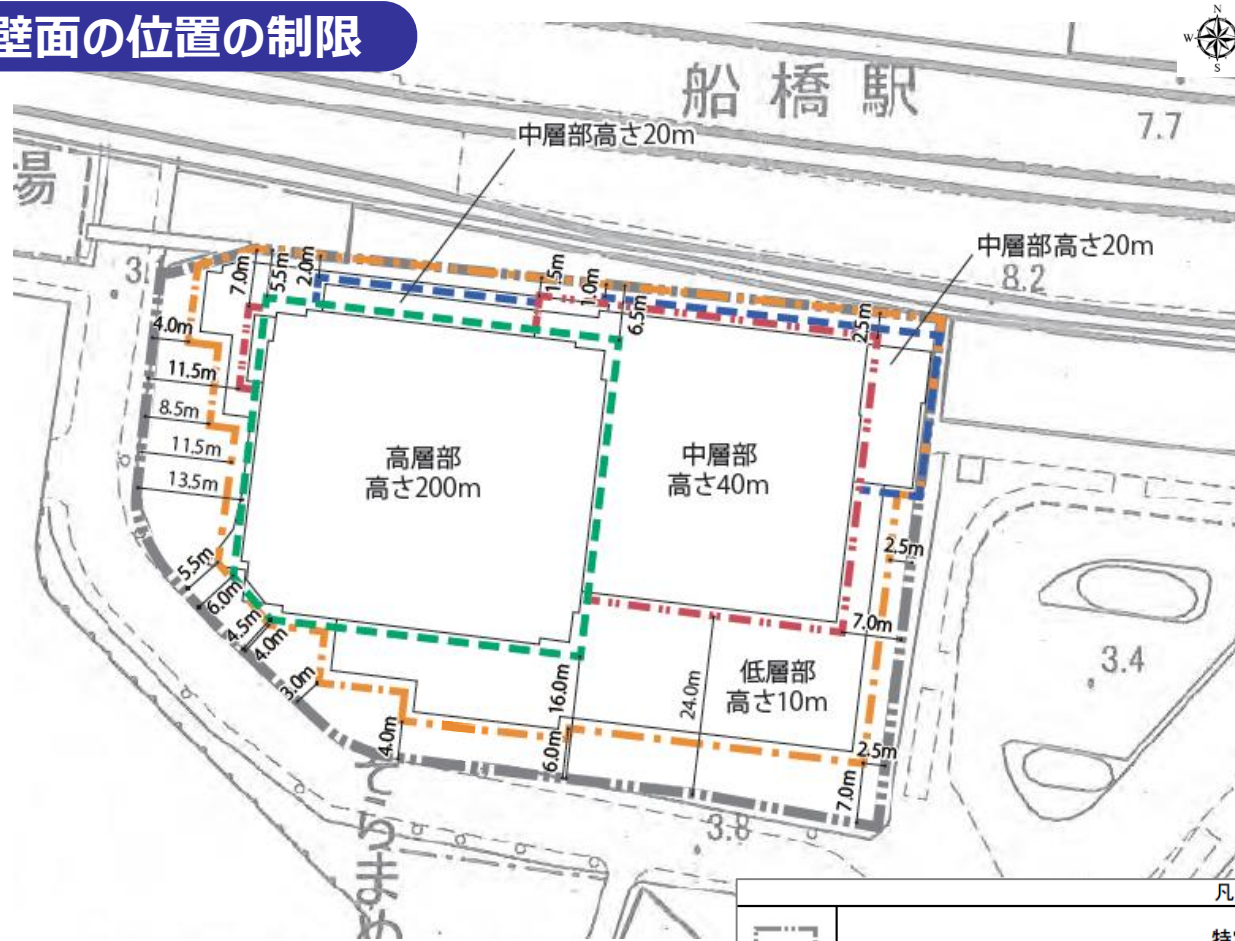 壁面の位置の制限
N
W
S
船橋駅
7.7
中層部高さ20m
場
中層部高さ20m
8.2
3
7.0m
5.5m
2.0m
1.5m
1.0m
6.5m
2.5m
4.0m
11.5m
8.5m
11.5m
13.5m
高層部
高さ200m
中層部
高さ40m
5.5m
6.0m
4.5m
4.0m
3.0m
2.5m
7.0m
3.4
低層部
高さ10m
16.0m
24.0m
4.0m
6.0m
2.5m
7.0m
3.8
凡
特